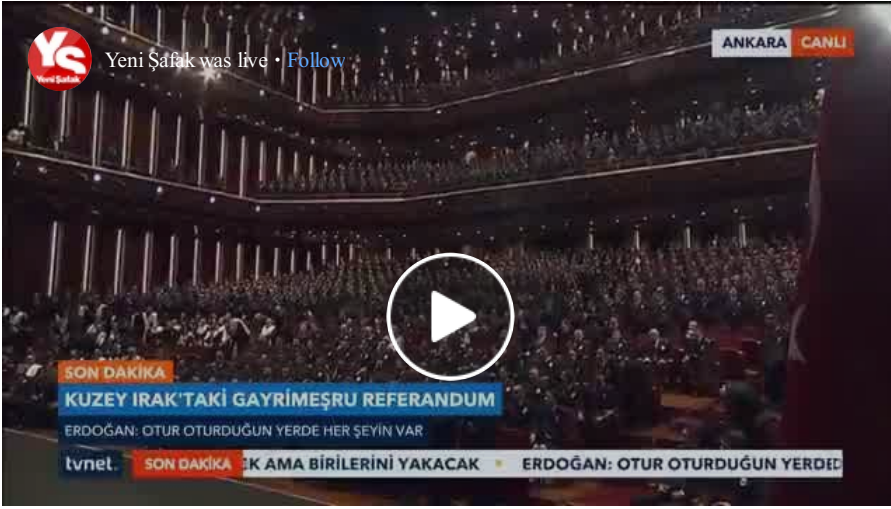 Yeni Şafak
Yeni Şafak was live • Follow
ANKARA CANLI
SON DAKİKA
KUZEY IRAK'TAKİ GAYRİMEŞRU REFERANDUM
ERDOĞAN: OTUR OTURDUĞUN YERDE HER ŞEYİN VAR
tvnet. SON DAKİKA AMA BİRİLERİNİ YAKACAK • ERDOĞAN: OTUR OTURDUĞUN